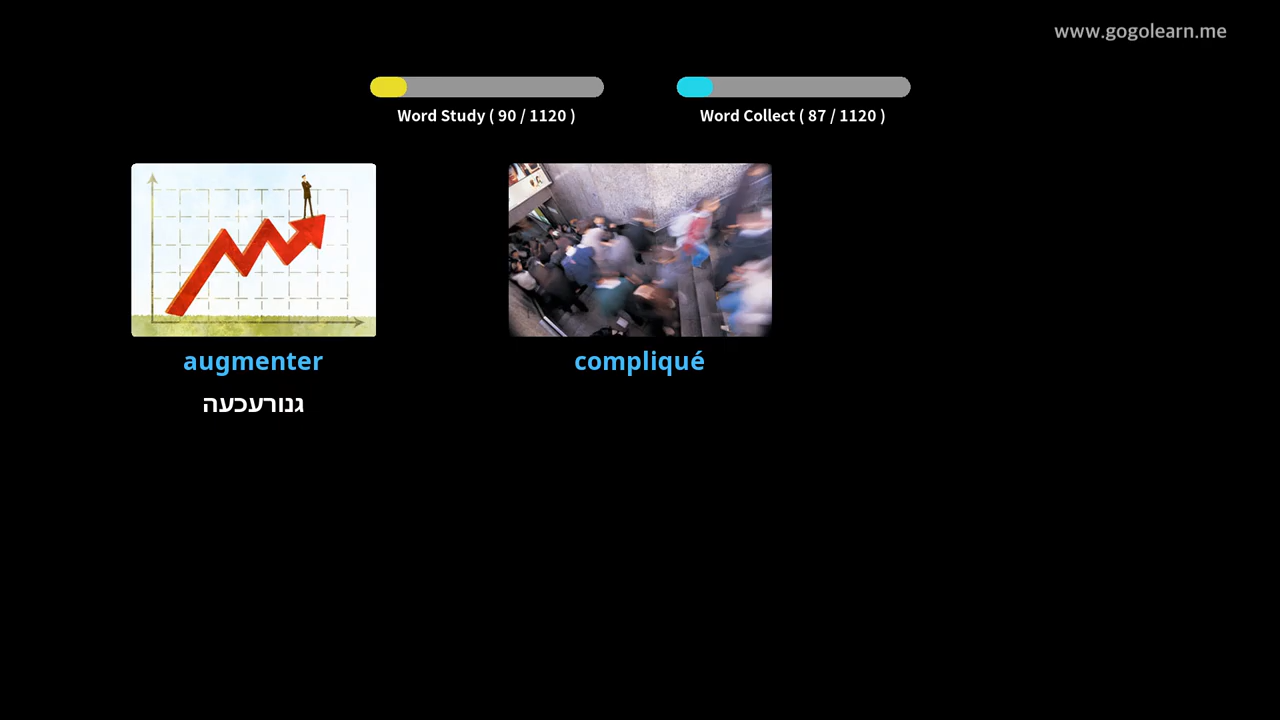 www.gogolearn.me
Word Study ( 90 / 1120 )
Word Collect ( 87 / 1120 )
augmenter
גנורעכעה
compliqué